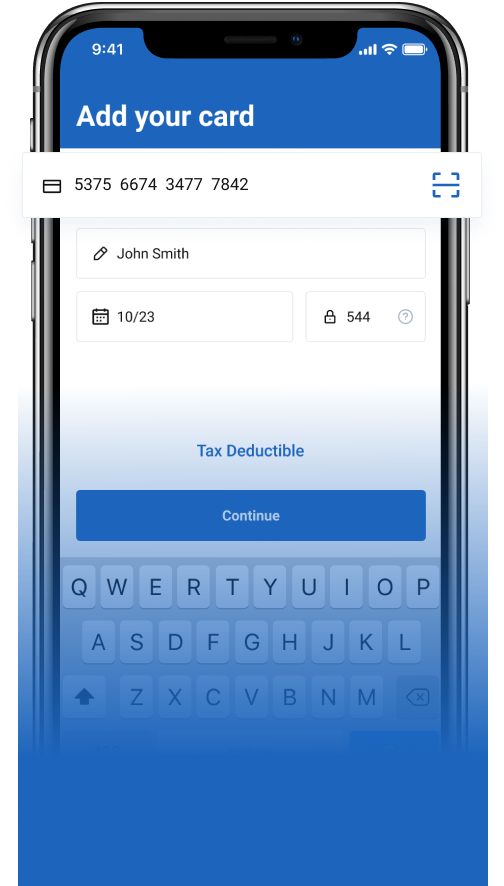 9:41
Add your card
5375 6674 3477 7842
John Smith
10/23
544
Tax Deductible
Continue
Q W E R T Y U I O P
A S D F G H J K L
Z X C V B N M